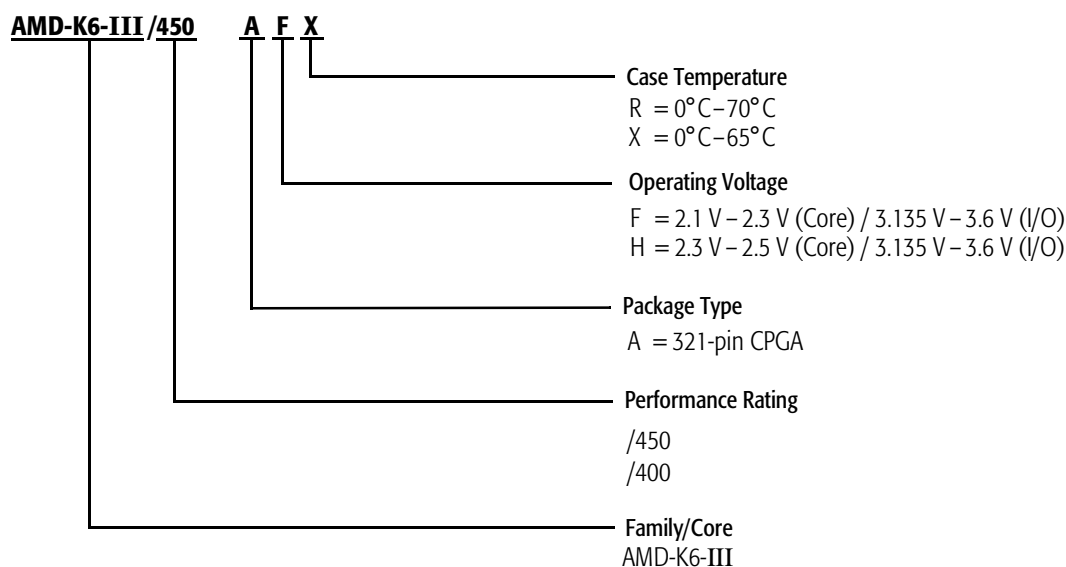 AMD-K6-III /450 A F X
Case Temperature
R = 0°C–70°C
X = 0°C–65°C
Operating Voltage
F = 2.1 V – 2.3 V (Core) / 3.135 V – 3.6 V (I/O)
H = 2.3 V – 2.5 V (Core) / 3.135 V – 3.6 V (I/O)
Package Type
A = 321-pin CPGA
Performance Rating
/450
/400
Family/Core
AMD-K6-III